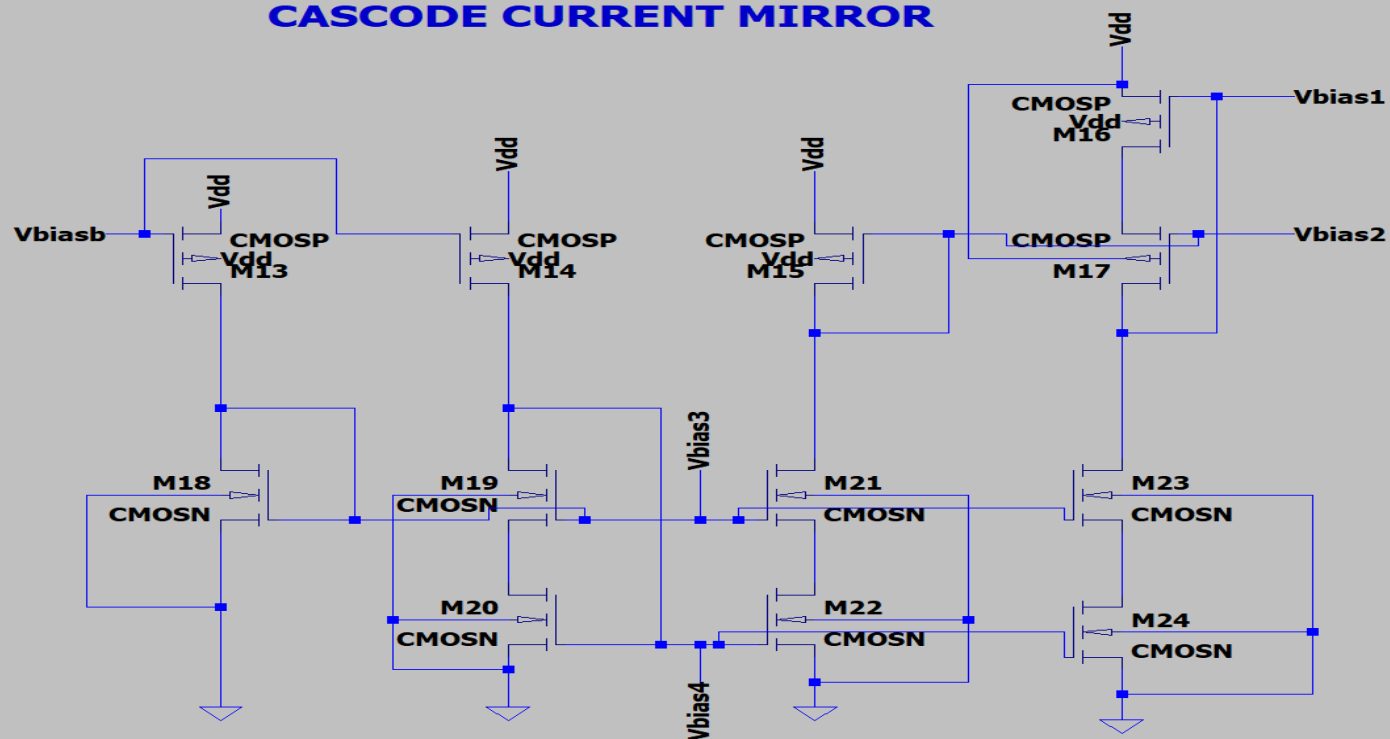 CASCODE CURRENT MIRROR
Vdd
Vbias1
CMOSP
Vdd
M16
Vdd
Vdd
Vdd
Vbiasb
CMOSP
Vdd
M13
CMOSP
Vdd
M14
CMOSP
Vdd
M15
CMOSP
M17
Vbias2
Vbias3
M18
CMOSN
M19
CMOSN
M21
CMOSN
M23
CMOSN
M20
CMOSN
M22
CMOSN
M24
CMOSN
Vbias4